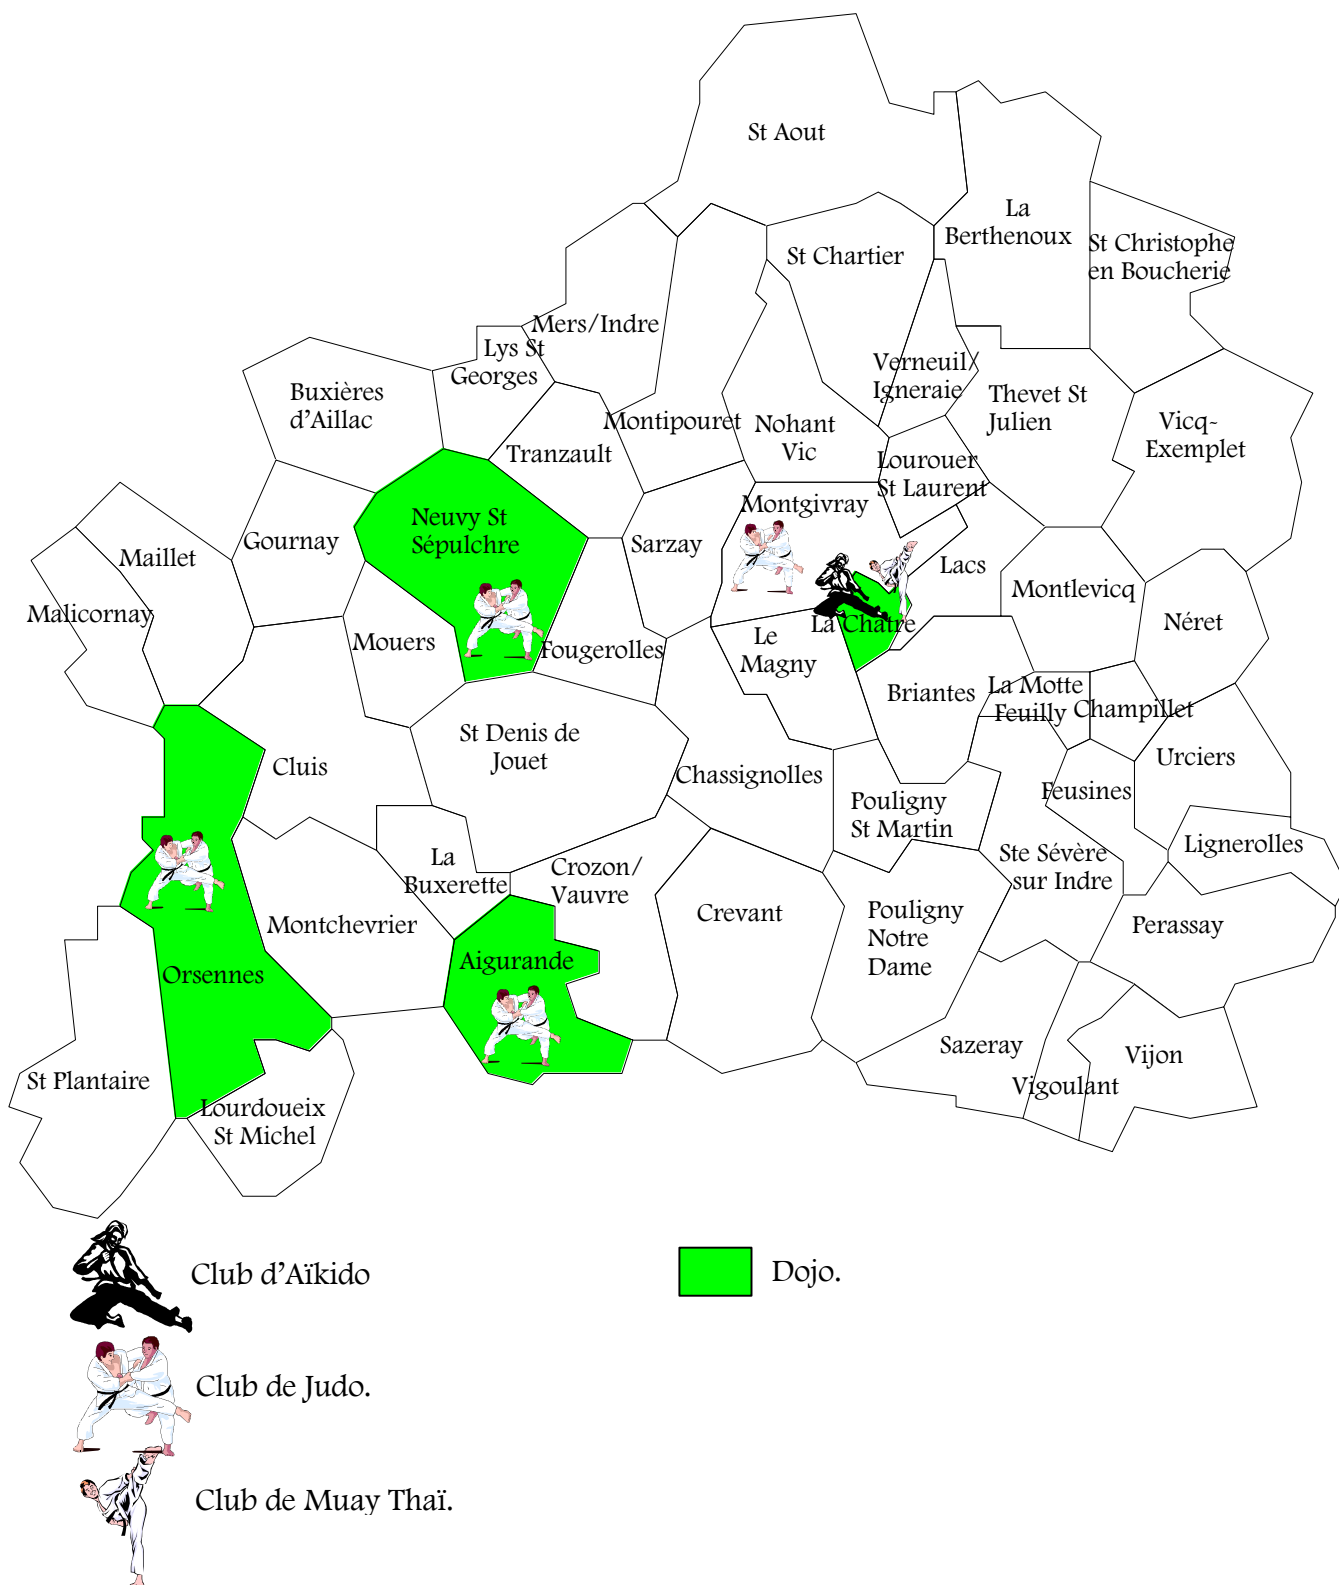 St Aout
La
Berthenoux
St Christophe
en Boucherie
St Chartier
Mers/Indre
Lys St
Georges
Buxières
d'Aillac
Verneuil/
Igneraie
Thevet St
Julien
Vicq-
Exemplet
Montipouret
Nohant
Vic
Tranzault
Lourouer
St Laurent
Montgivray
Neuvy St
Sépulchre
Gournay
Sarzay
Maillet
Lacs
Montlevicq
Malicornay
Néret
La Châtre
Mouers
Fougerolles
Le
Magny
Briantes
La Motte
Feuilly
Champillet
St Denis de
Jouet
Cluis
Chassignolles
Urciers
Feusines
Pouligny
St Martin
Lignerolles
Ste Sévère
sur Indre
La
Buxerette
Crozon/
Vauvre
Crevant
Pouligny
Notre
Dame
Perassay
Montchevrier
Aigurande
Orsennes
Sazeray
Vijon
Vigoulant
St Plantaire
Lourdoueix
St Michel
Club d'Aïkido
Dojo.
Club de Judo.
Club de Muay Thaï.